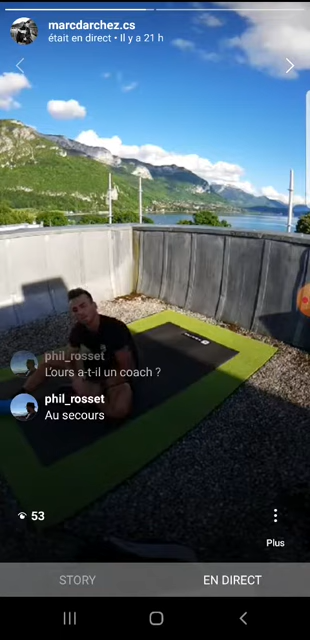 marcdarchez.cs
était en direct • Il y a 21 h
phil_rosset
L'ours a-t-il un coach ?
phil_rosset
Au secours
53
Plus
STORY
EN DIRECT